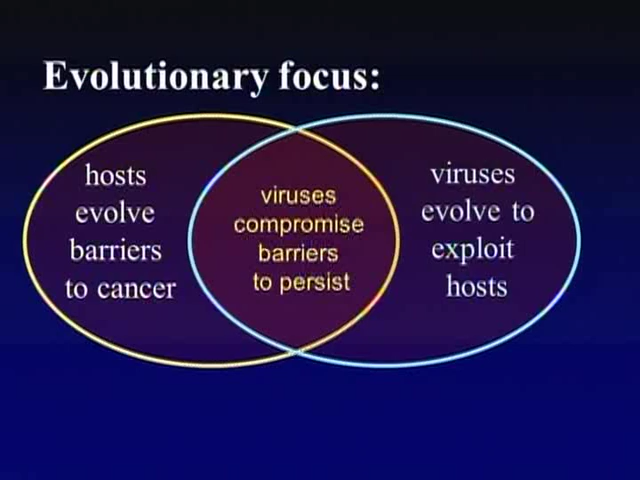 Evolutionary focus:
hosts
evolve
barriers
to cancer
viruses
compromise
barriers
to persist
viruses
evolve to
exploit
hosts